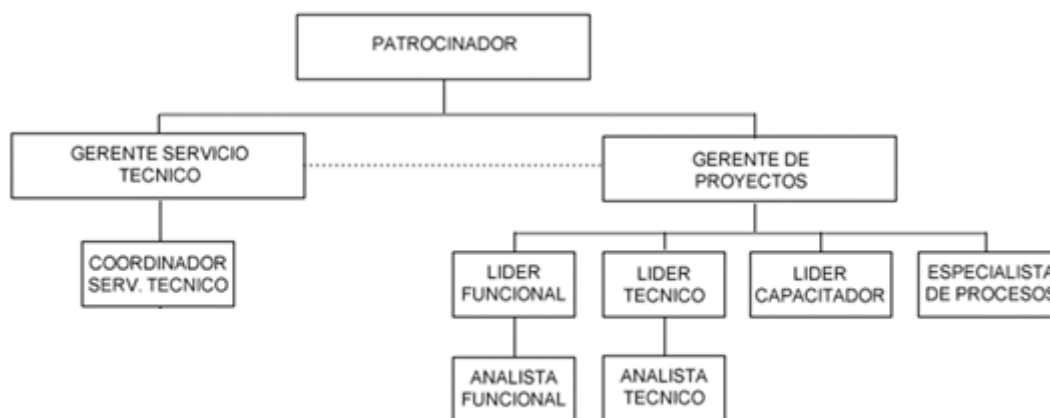 PATROCINADOR
GERENTE SERVICIO
TECNICO
GERENTE DE
PROYECTOS
COORDINADOR
SERV. TECNICO
LIDER
FUNCIONAL
LIDER
TECNICO
LIDER
CAPACITADOR
ESPECIALISTA
DE PROCESOS
ANALISTA
FUNCIONAL
ANALISTA
TECNICO